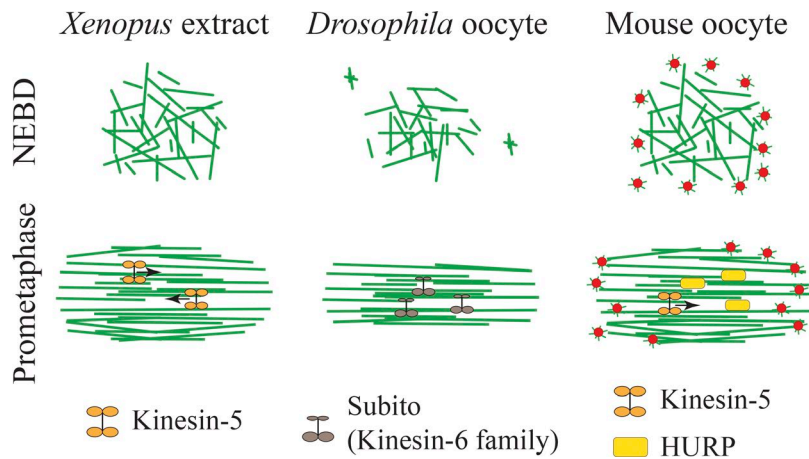 Xenopus extract
Drosophila oocyte
Mouse oocyte
NEBD
Prometaphase
Kinesin-5
Subito
(Kinesin-6 family)
Kinesin-5
HURP